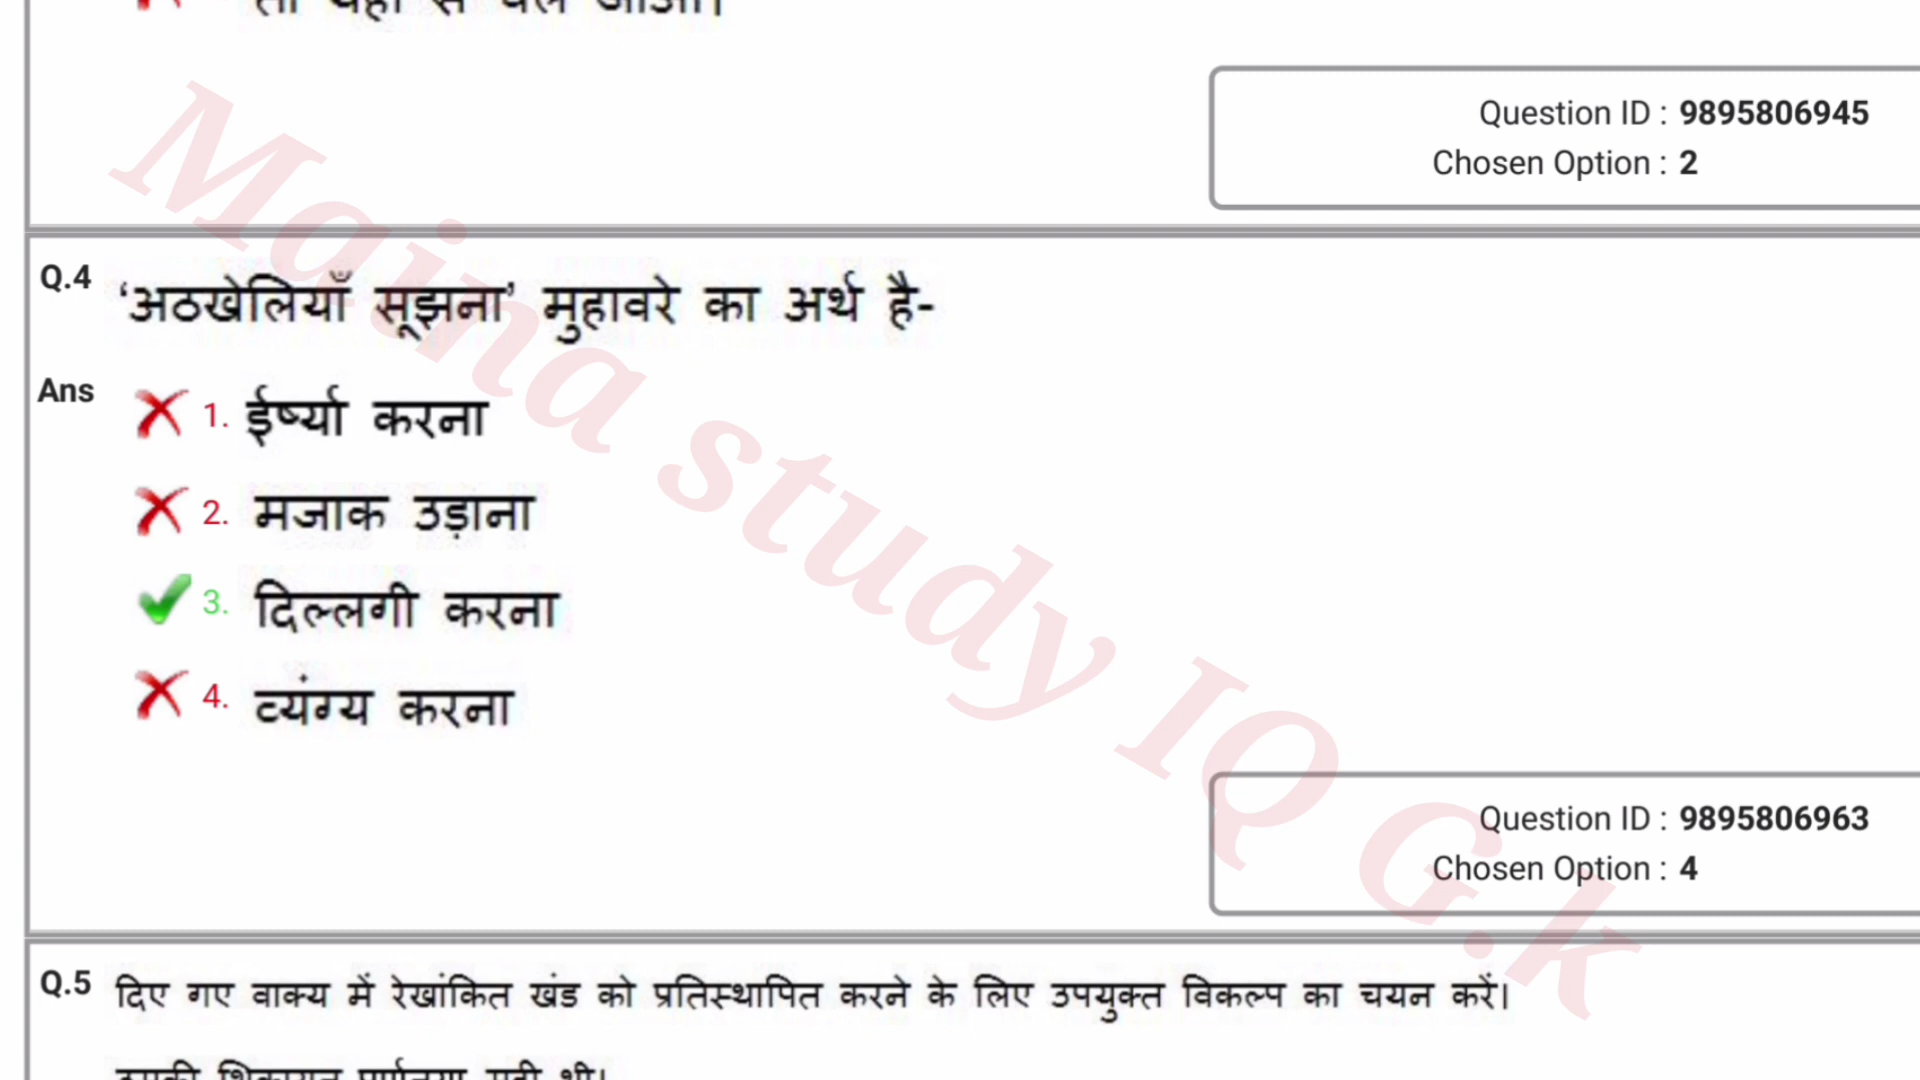 Question ID : 9895806945
Chosen Option : 2
Q.4 ‘अठखेलियाँ सूझना’ मुहावरे का अर्थ है-
Ans 1. ईर्ष्या करना
2. मजाक उड़ाना
3. दिल्लगी करना
4. व्यंग्य करना
Question ID : 9895806963
Chosen Option : 4
Q.5 दिए गए वाक्य में रेखांकित खंड को प्रतिस्थापित करने के लिए उपयुक्त विकल्प का चयन करें।
Maina study IQ G.k